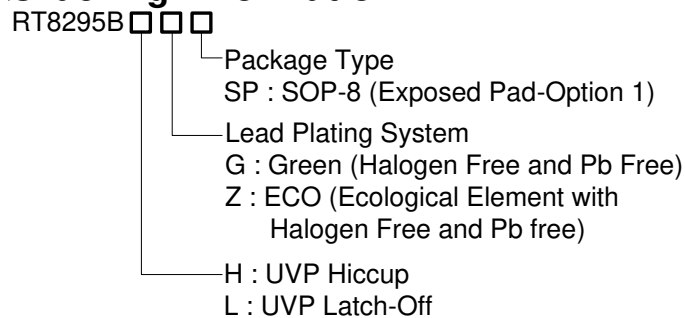 RT8295B
Package Type
SP : SOP-8 (Exposed Pad-Option 1)
Lead Plating System
G : Green (Halogen Free and Pb Free)
Z : ECO (Ecological Element with
Halogen Free and Pb free)
H : UVP Hiccup
L : UVP Latch-Off